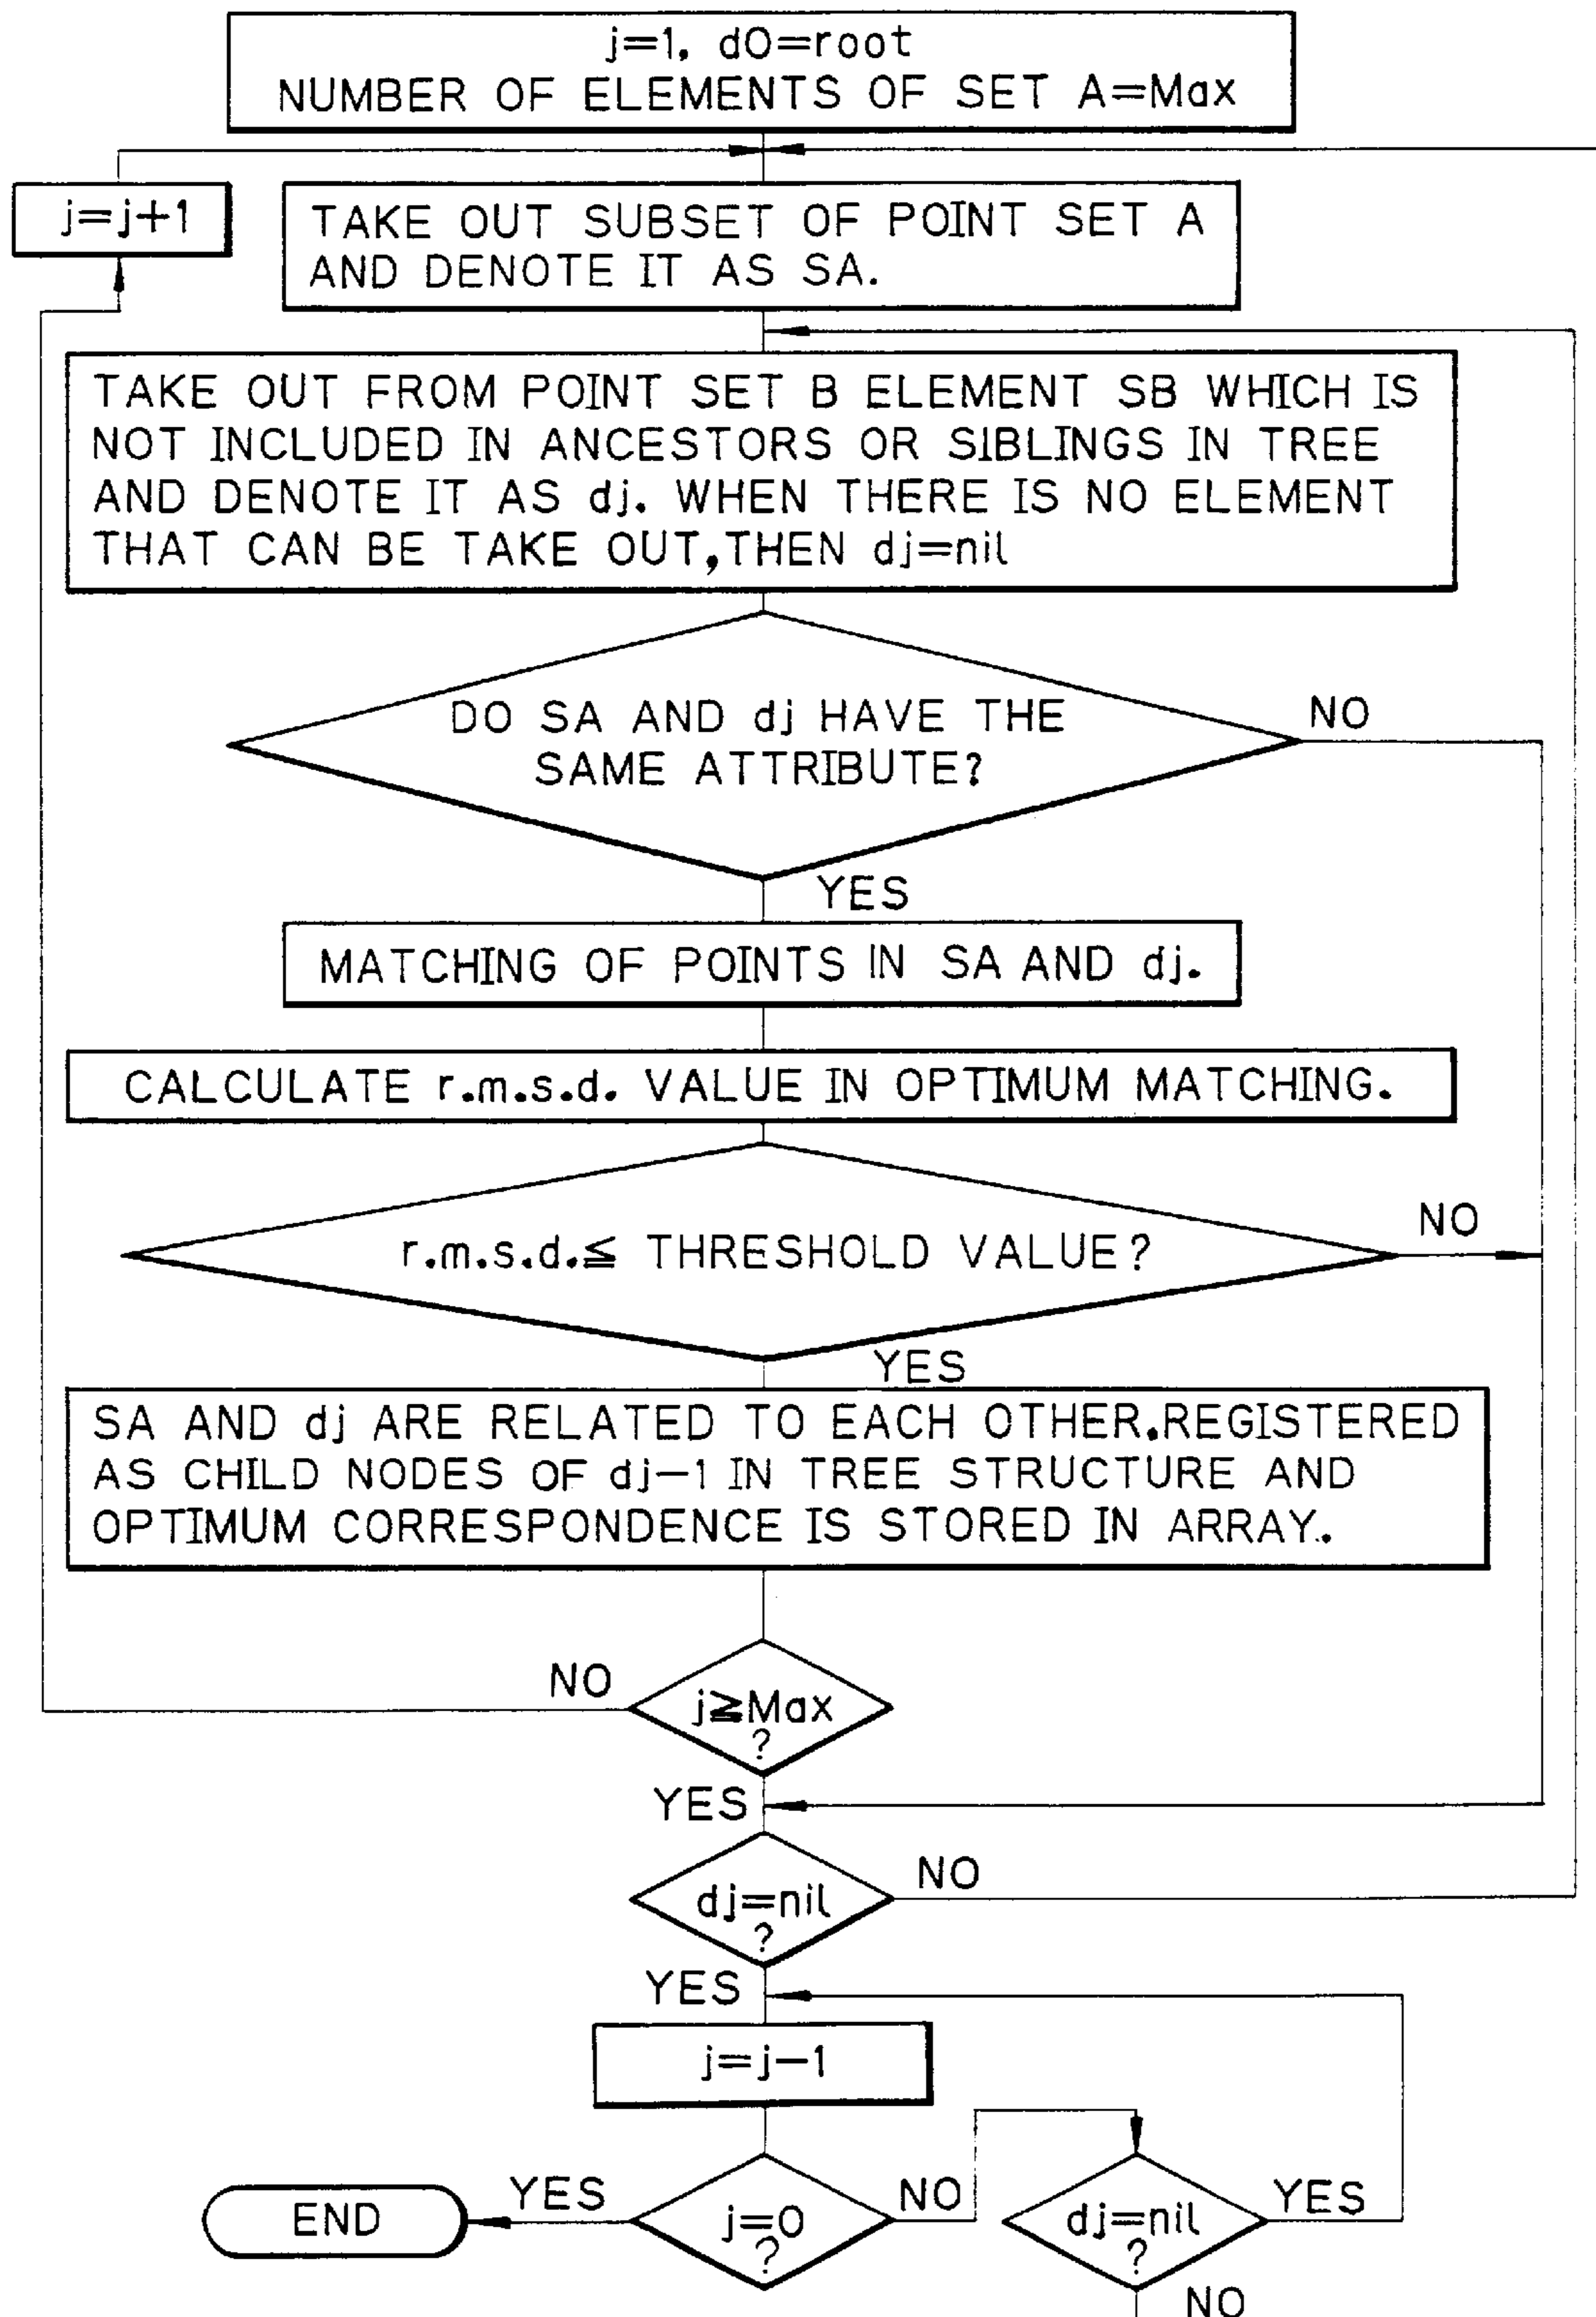 j=1, d0=root
NUMBER OF ELEMENTS OF SET A=Max
j=j+1
TAKE OUT SUBSET OF POINT SET A
AND DENOTE IT AS SA.
TAKE OUT FROM POINT SET B ELEMENT SB WHICH IS
NOT INCLUDED IN ANCESTORS OR SIBLINGS IN TREE
AND DENOTE IT AS dj. WHEN THERE IS NO ELEMENT
THAT CAN BE TAKE OUT,THEN dj=nil
DO SA AND dj HAVE THE
SAME ATTRIBUTE?
NO
YES
MATCHING OF POINTS IN SA AND dj.
CALCULATE r.m.s.d. VALUE IN OPTIMUM MATCHING.
r.m.s.d.≦ THRESHOLD VALUE?
NO
YES
SA AND dj ARE RELATED TO EACH OTHER.REGISTERED
AS CHILD NODES OF dj-1 IN TREE STRUCTURE AND
OPTIMUM CORRESPONDENCE IS STORED IN ARRAY.
NO
j≧Max
?
YES
dj=nil
?
NO
YES
j=j-1
END
YES
j=0
?
NO
dj=nil
?
YES
NO